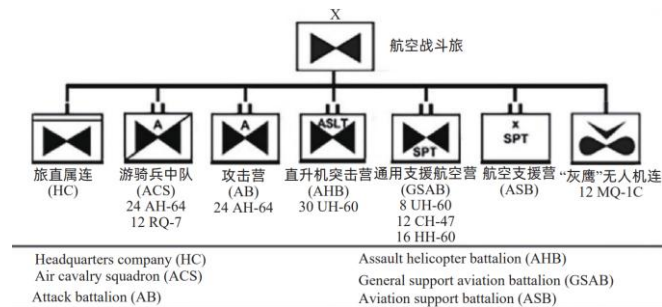 X
航空战斗旅
A
A
ASLT
SPT
x
SPT
旅直属连
(HC)
游骑兵中队
(ACS)
24 AH-64
12 RQ-7
攻击营
(AB)
24 AH-64
直升机突击营
(AHB)
30 UH-60
通用支援航空营
(GSAB)
8 UH-60
12 CH-47
16 HH-60
航空支援营
(ASB)
“灰鹰”无人机连
12 MQ-1C
Headquarters company (HC)
Air cavalry squadron (ACS)
Attack battalion (AB)
Assault helicopter battalion (AHB)
General support aviation battalion (GSAB)
Aviation support battalion (ASB)